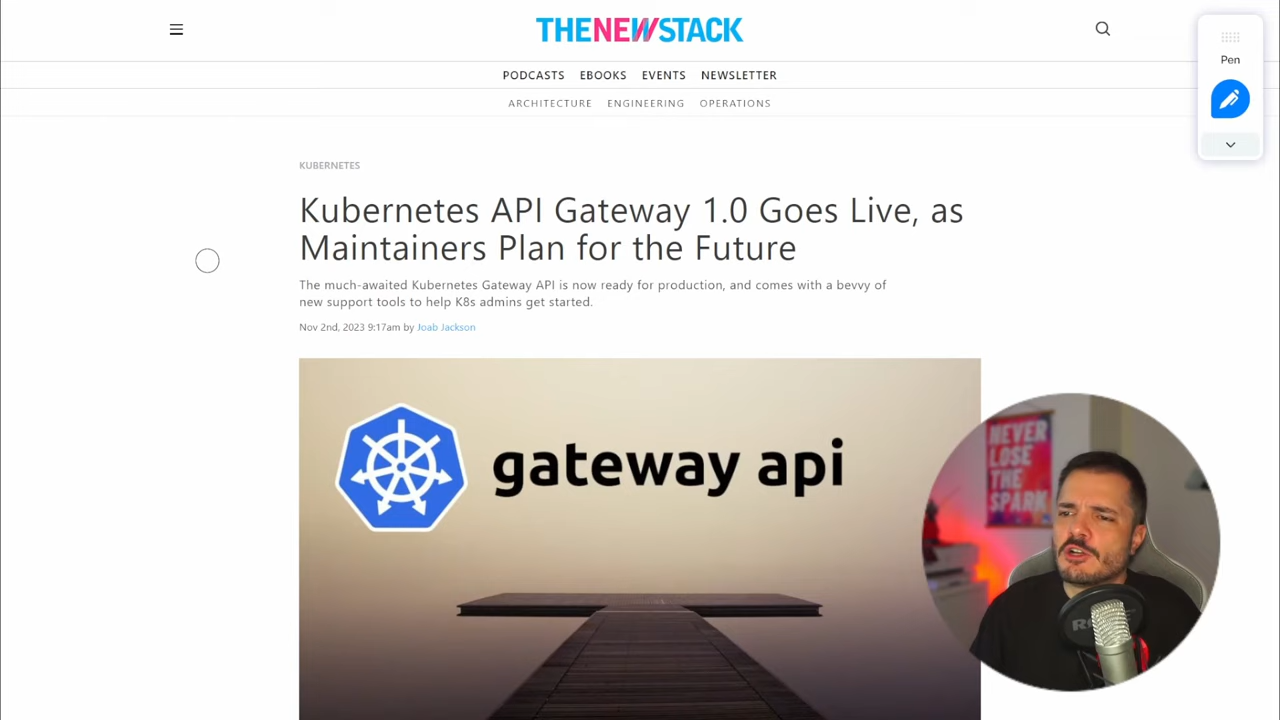 THENEWSTACK
Pen
PODCASTS EBOOKS EVENTS NEWSLETTER
ARCHITECTURE ENGINEERING OPERATIONS
KUBERNETES
Kubernetes API Gateway 1.0 Goes Live, as
Maintainers Plan for the Future
The much-awaited Kubernetes Gateway API is now ready for production, and comes with a bevvy of
new support tools to help K8s admins get started.
Nov 2nd, 2023 9:17am by Joab Jackson
gateway api
NEVER
LOSE
THE
SPARK